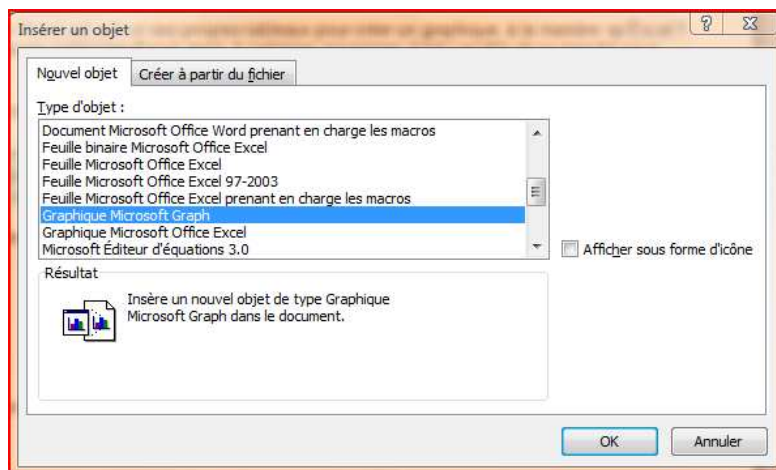 Insérer un objet
Nouvel objet
Créer à partir du fichier
Type d'objet :
Document Microsoft Office Word prenant en charge les macros
Feuille binaire Microsoft Office Excel
Feuille Microsoft Office Excel
Feuille Microsoft Office Excel 97-2003
Feuille Microsoft Office Excel prenant en charge les macros
Graphique Microsoft Graph
Graphique Microsoft Office Excel
Microsoft Éditeur d'équations 3.0
Afficher sous forme d'icône
Résultat
Insère un nouvel objet de type Graphique
Microsoft Graph dans le document.
OK
Annuler